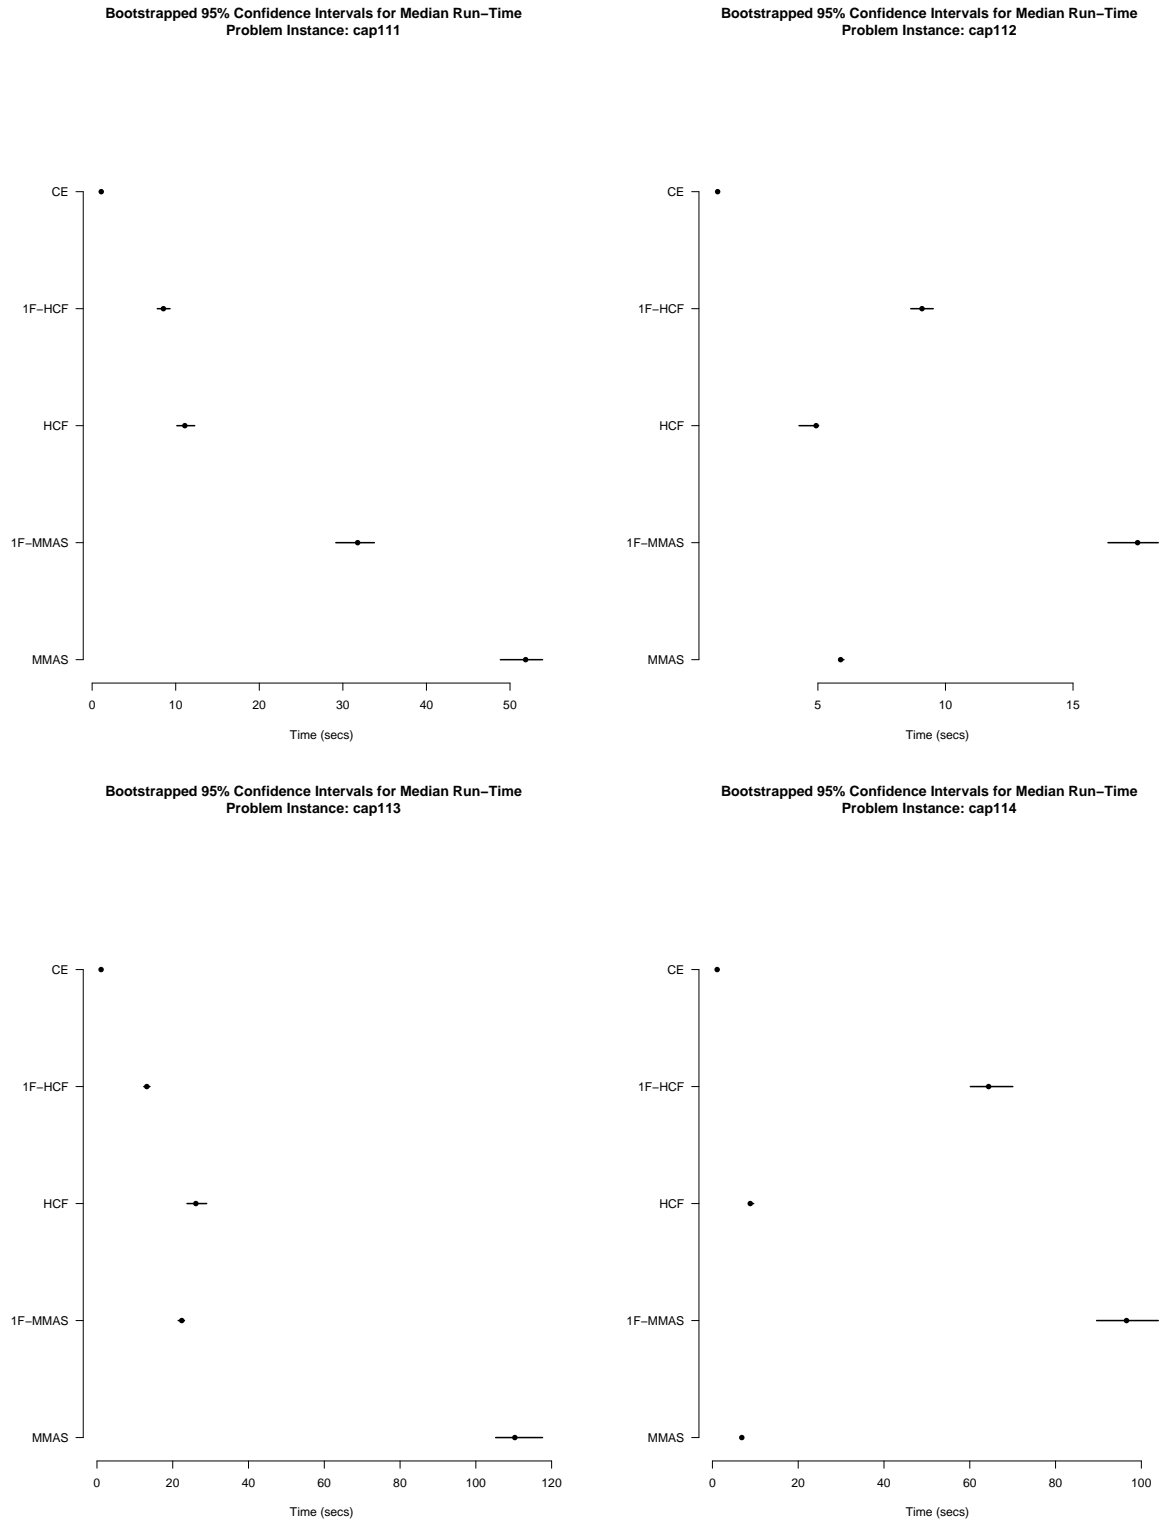 Bootstrapped 95% Confidence Intervals for Median Run−Time
Problem Instance: cap111
CE
1F−HCF
HCF
1F−MMAS
MMAS
0 10 20 30 40 50
Time (secs)
Bootstrapped 95% Confidence Intervals for Median Run−Time
Problem Instance: cap112
CE
1F−HCF
HCF
1F−MMAS
MMAS
5 10 15
Time (secs)
Bootstrapped 95% Confidence Intervals for Median Run−Time
Problem Instance: cap113
CE
1F−HCF
HCF
1F−MMAS
MMAS
0 20 40 60 80 100 120
Time (secs)
Bootstrapped 95% Confidence Intervals for Median Run−Time
Problem Instance: cap114
CE
1F−HCF
HCF
1F−MMAS
MMAS
0 20 40 60 80 100
Time (secs)